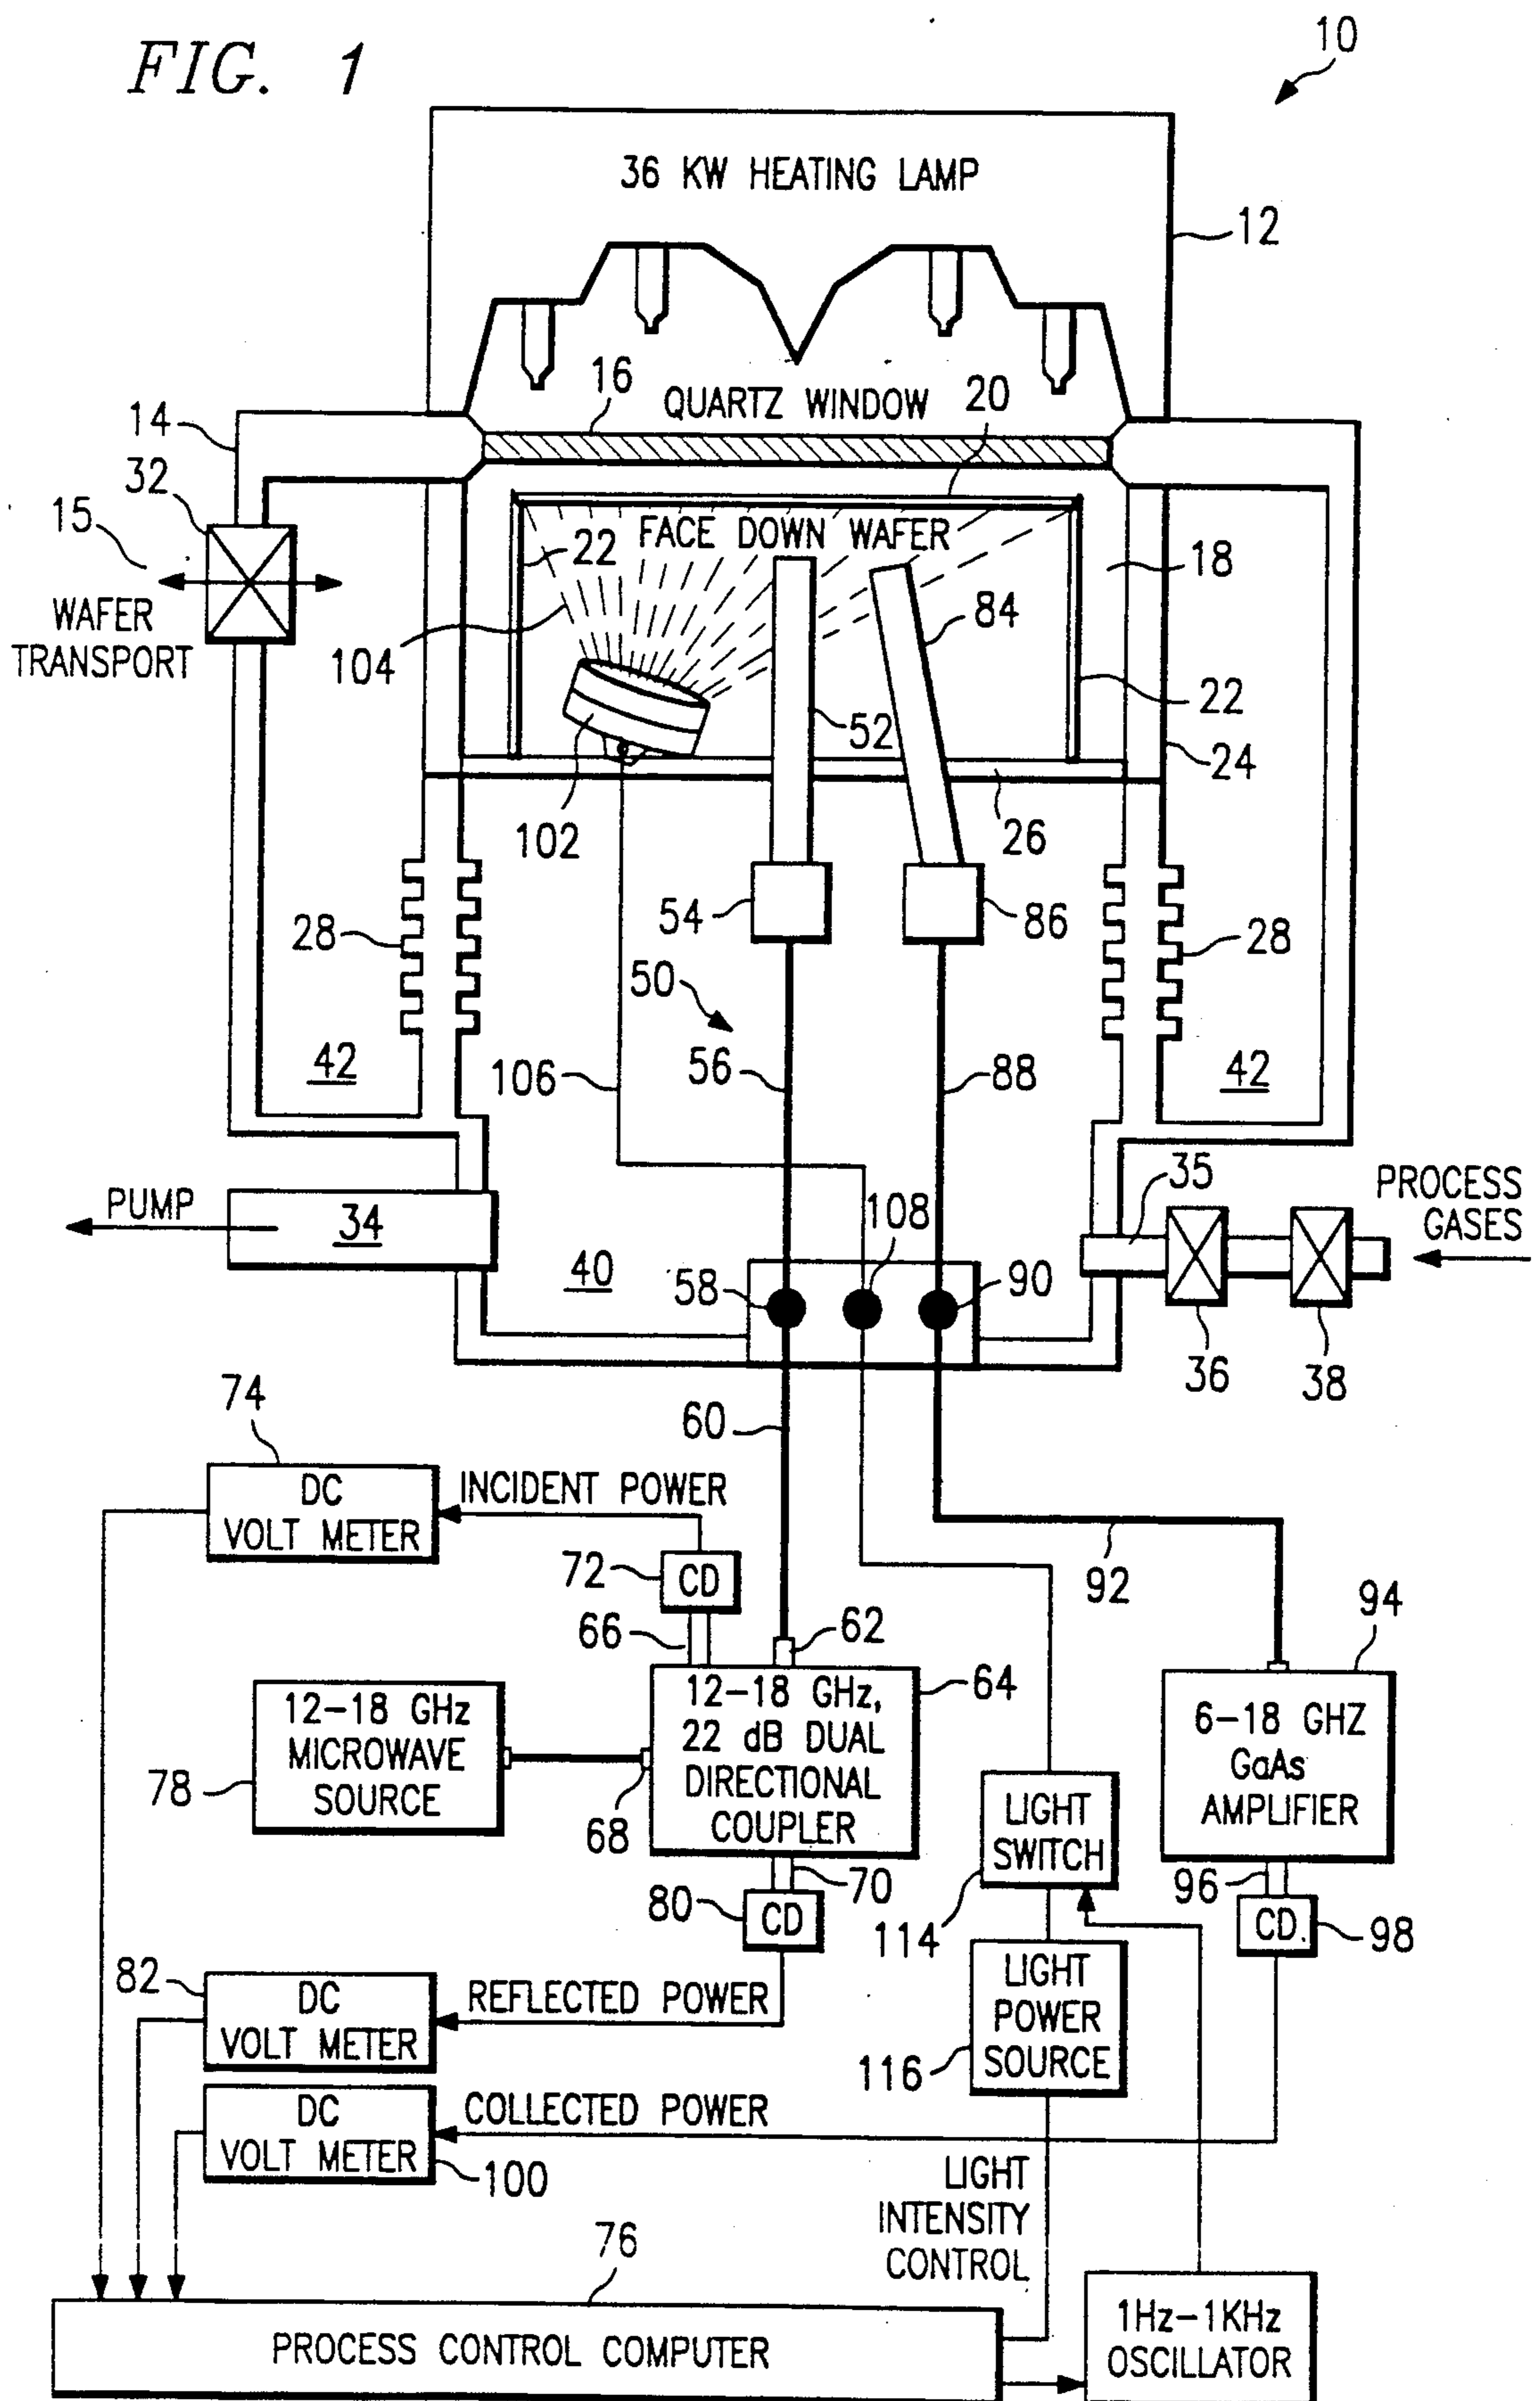 FIG. 1
10
36 KW HEATING LAMP
12
16
QUARTZ WINDOW
20
14
32
15
WAFER
TRANSPORT
FACE DOWN WAFER
22
18
104
84
52
22
24
102
26
54
86
28
28
50
56
106
88
42
42
PUMP
34
35
PROCESS
GASES
108
40
58
90
36
38
74
60
DC
VOLT METER
INCIDENT POWER
72
CD
92
66
62
94
12-18 GHz
MICROWAVE
SOURCE
78
68
12-18 GHz,
22 dB DUAL
DIRECTIONAL
COUPLER
64
6-18 GHZ
GaAs
AMPLIFIER
LIGHT
SWITCH
70
80
CD
114
96
CD
98
82
DC
VOLT METER
REFLECTED POWER
LIGHT
POWER
SOURCE
116
DC
VOLT METER
100
COLLECTED POWER
LIGHT
INTENSITY
CONTROL
76
PROCESS CONTROL COMPUTER
1Hz-1KHz
OSCILLATOR